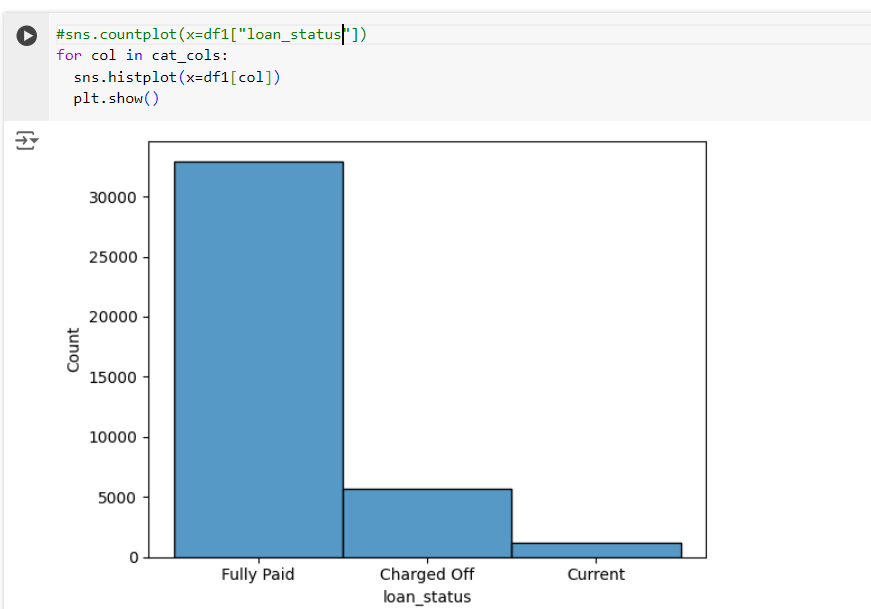 #sns.countplot(x=df1["loan_status"])
for col in cat_cols:
  sns.histplot(x=df1[col])
  plt.show()
30000
25000
20000
15000
10000
5000
0
Count
Fully Paid Charged Off Current
loan_status